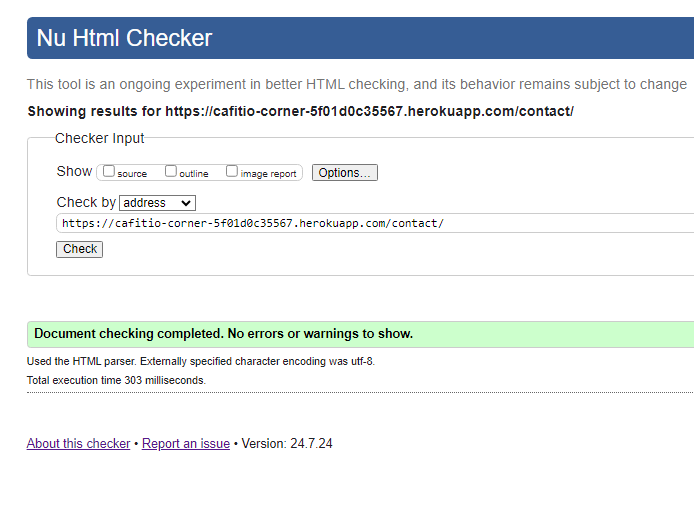 Nu Html Checker
This tool is an ongoing experiment in better HTML checking, and its behavior remains subject to change
Showing results for https://cafitio-corner-5f01d0c35567.herokuapp.com/contact/
Checker Input
Show source outline image report Options...
Check by address
https://cafitio-corner-5f01d0c35567.herokuapp.com/contact/
Check
Document checking completed. No errors or warnings to show.
Used the HTML parser. Externally specified character encoding was utf-8.
Total execution time 303 milliseconds.
About this checker • Report an issue • Version: 24.7.24